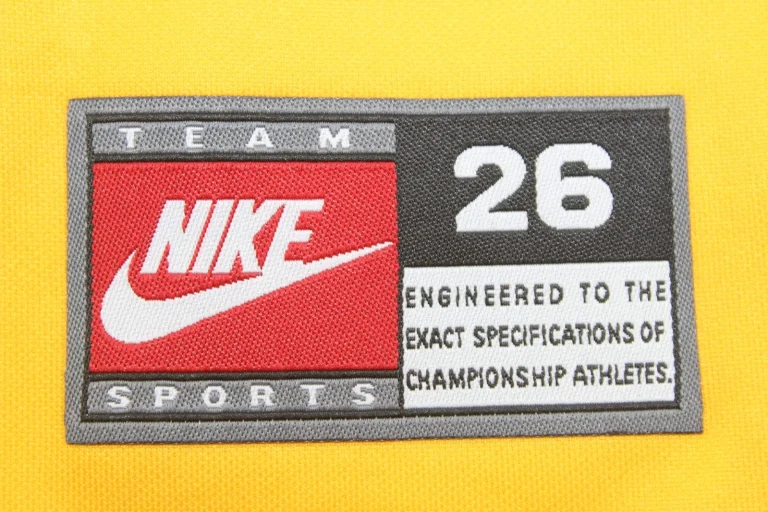 TEAM
NIKE
SPORTS
26
ENGINEERED TO THE
EXACT SPECIFICATIONS OF
CHAMPIONSHIP ATHLETES.